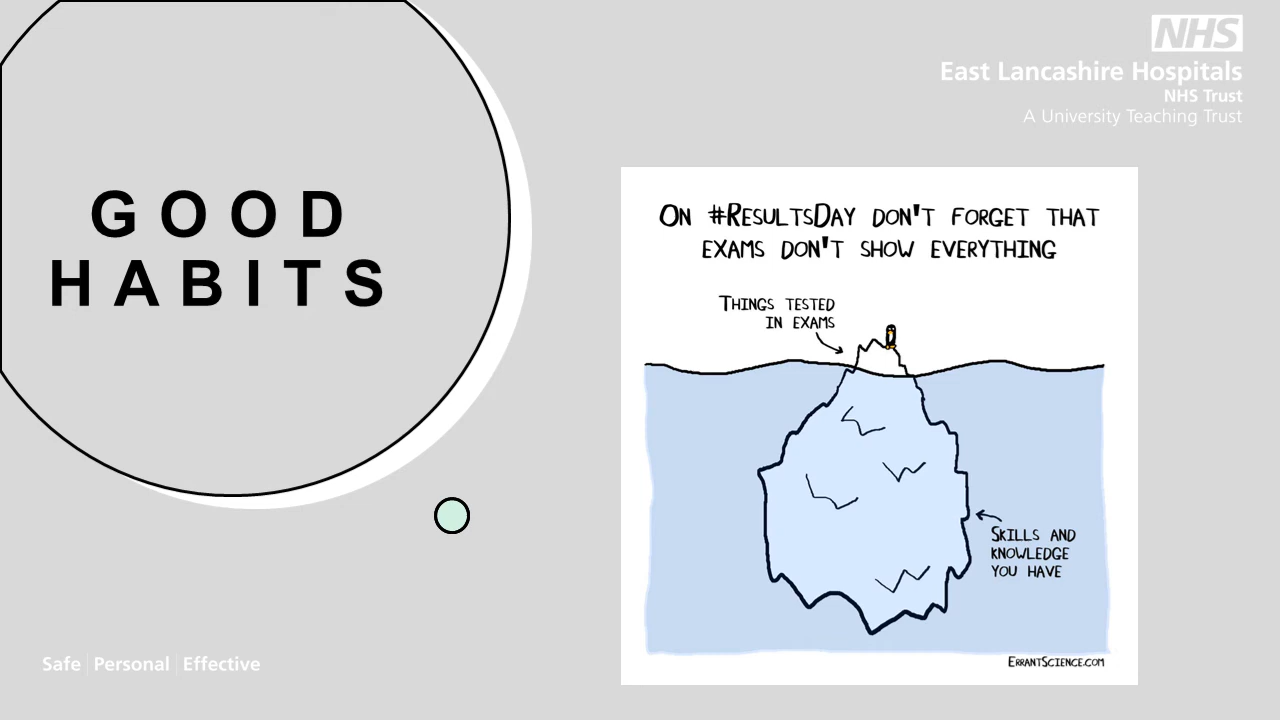 GOOD
HABITS
NHS
East Lancashire Hospitals
NHS Trust
A University Teaching Trust
ON #RESULTSDAY DON'T FORGET THAT
EXAMS DON'T SHOW EVERYTHING
THINGS TESTED
IN EXAMS
SKILLS AND
KNOWLEDGE
YOU HAVE
ERRANTSCIENCE.COM
Safe | Personal | Effective